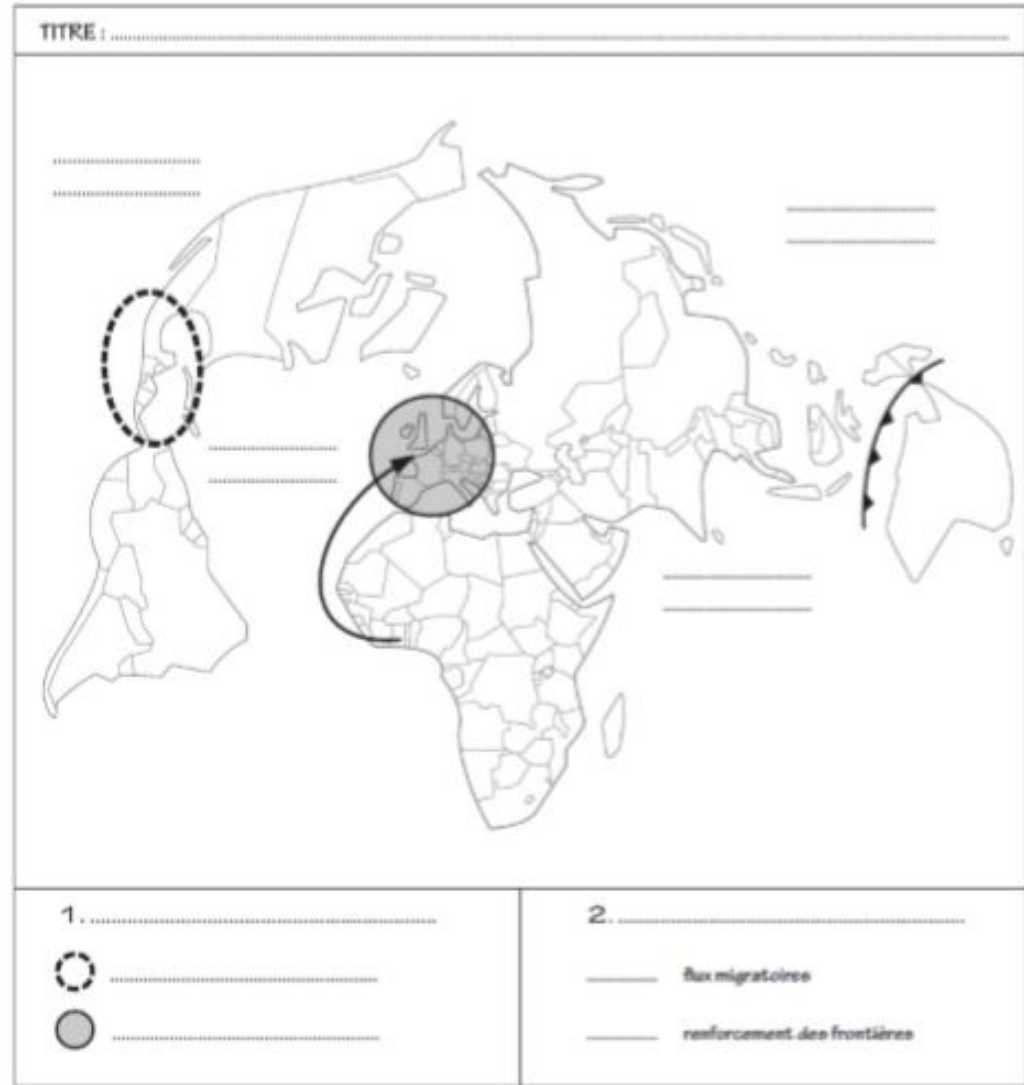 TITRE : ..........
1. ..........
2. ..........
flux migratoires
renforcement des frontières